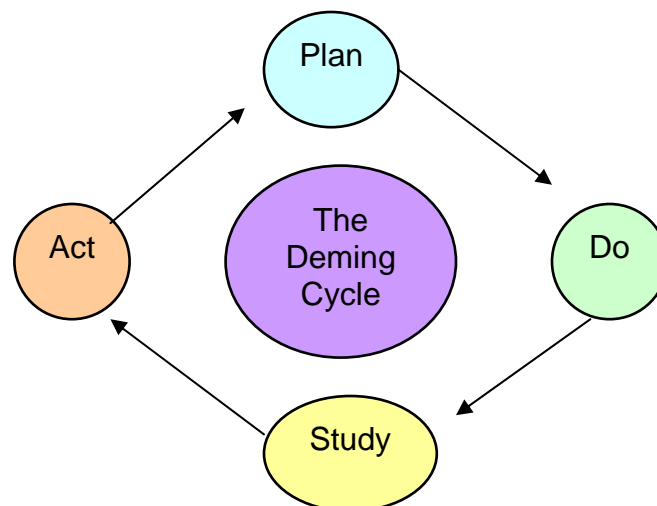 Plan
The
Deming
Cycle
Act
Do
Study